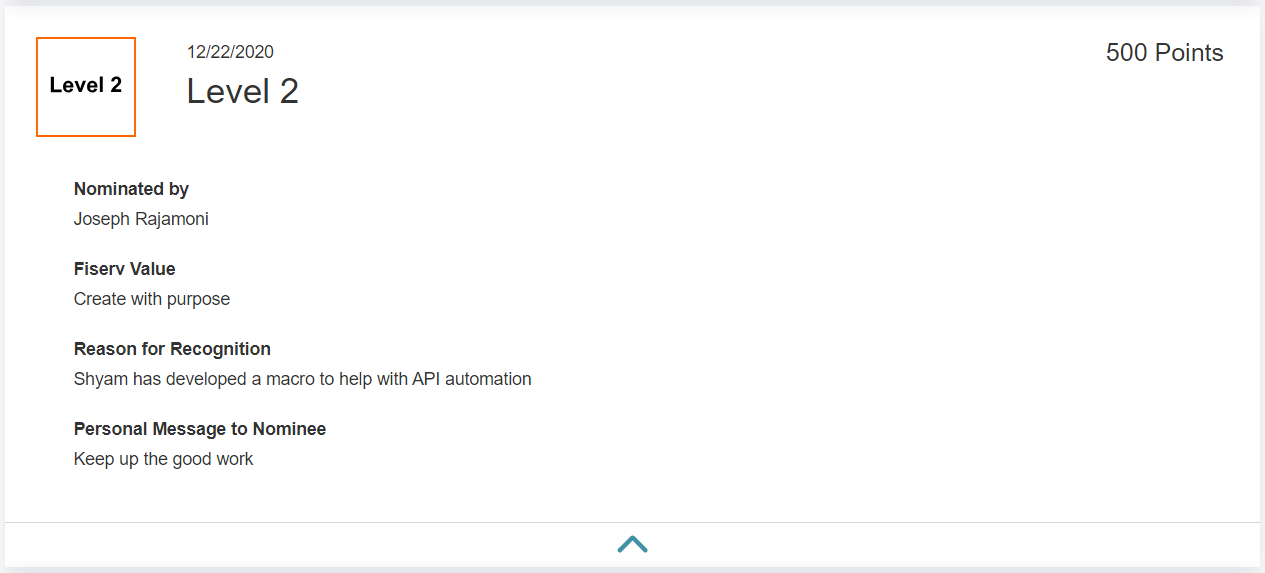 Level 2
12/22/2020
Level 2
500 Points
Nominated by
Joseph Rajamoni
Fiserv Value
Create with purpose
Reason for Recognition
Shyam has developed a macro to help with API automation
Personal Message to Nominee
Keep up the good work